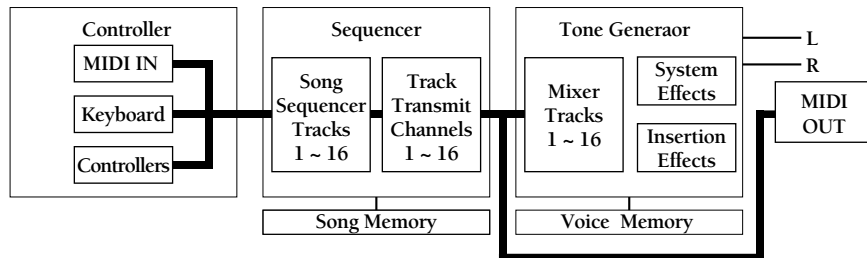 Controller
MIDI IN
Keyboard
Controllers
Sequencer
Song
Sequencer
Tracks
1 ~ 16
Track
Transmit
Channels
1 ~ 16
Song Memory
Tone Generaor
Mixer
Tracks
1 ~ 16
System
Effects
Insertion
Effects
Voice Memory
L
R
MIDI
OUT